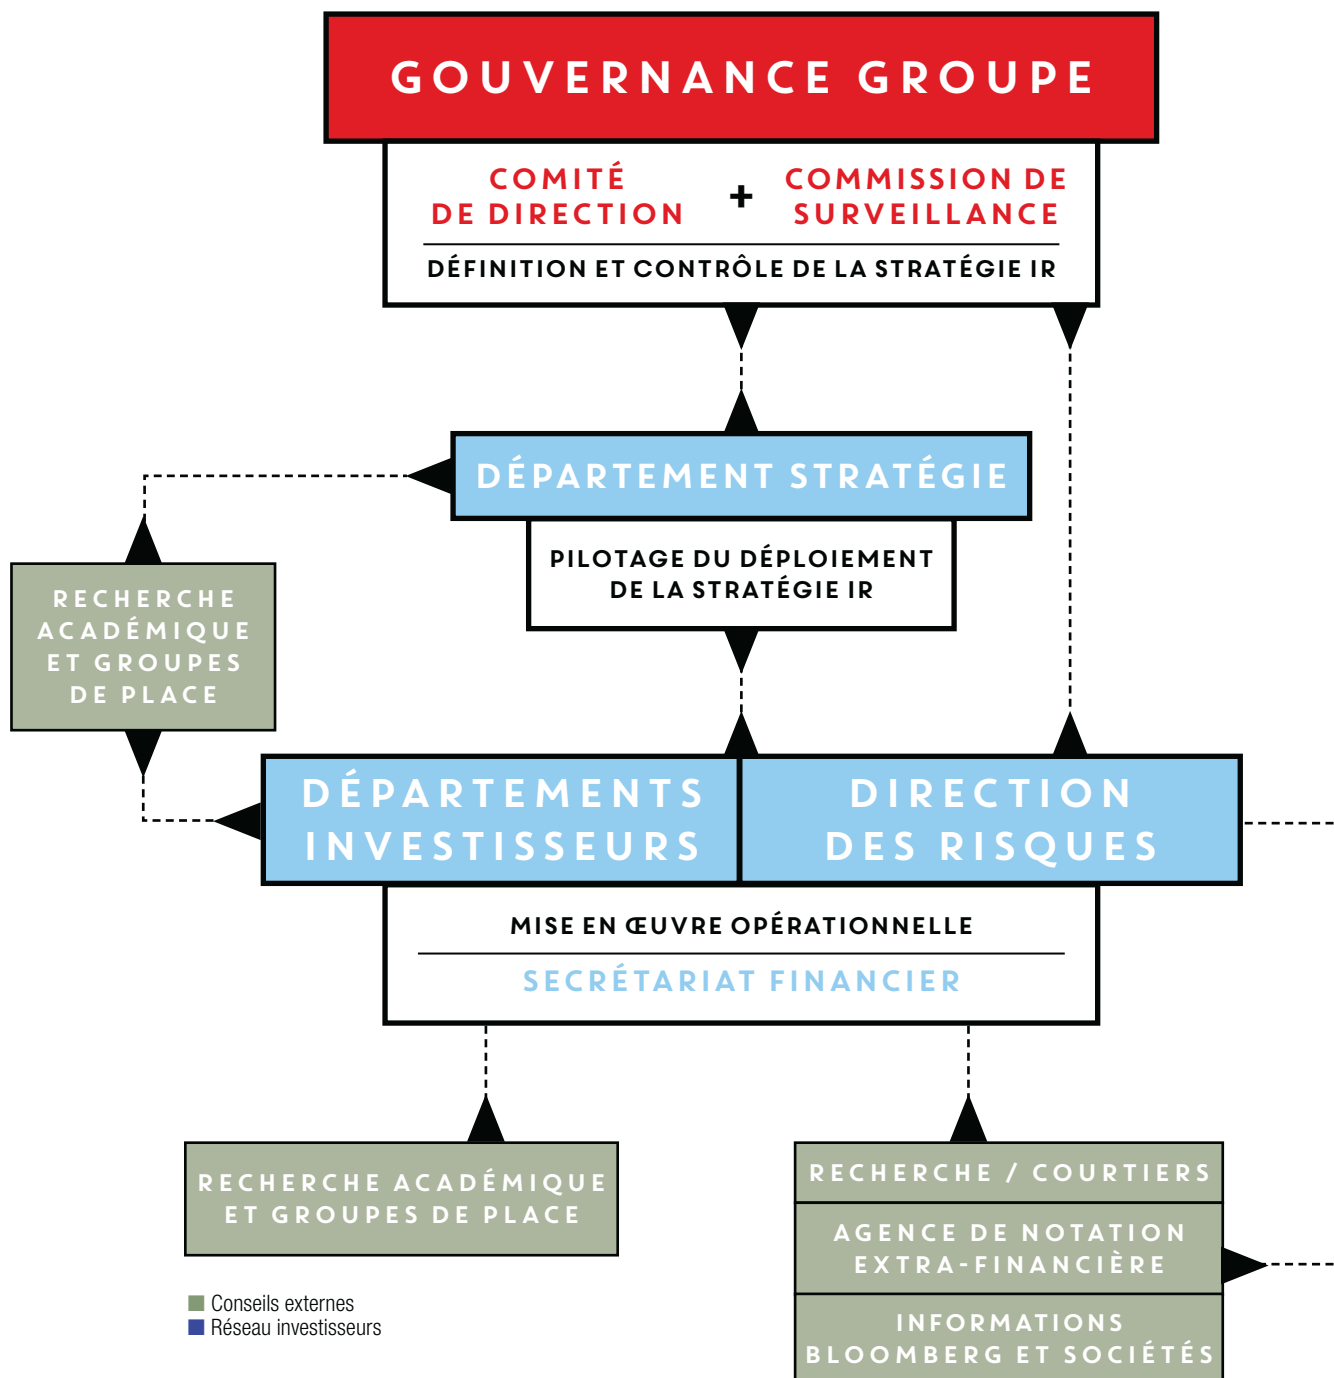 GOUVERNANCE GROUPE
COMITÉ
DE DIRECTION
+
COMMISSION DE
SURVEILLANCE
DÉFINITION ET CONTRÔLE DE LA STRATÉGIE IR
DÉPARTEMENT STRATÉGIE
PILOTAGE DU DÉPLOIEMENT
DE LA STRATÉGIE IR
RECHERCHE
ACADÉMIQUE
ET GROUPES
DE PLACE
DÉPARTEMENTS
INVESTISSEURS
DIRECTION
DES RISQUES
MISE EN ŒUVRE OPÉRATIONNELLE
SECRÉTARIAT FINANCIER
RECHERCHE ACADÉMIQUE
ET GROUPES DE PLACE
RECHERCHE / COURTIERS
AGENCE DE NOTATION
EXTRA-FINANCIÈRE
INFORMATIONS
BLOOMBERG ET SOCIÉTÉS
Conseils externes
Réseau investisseurs